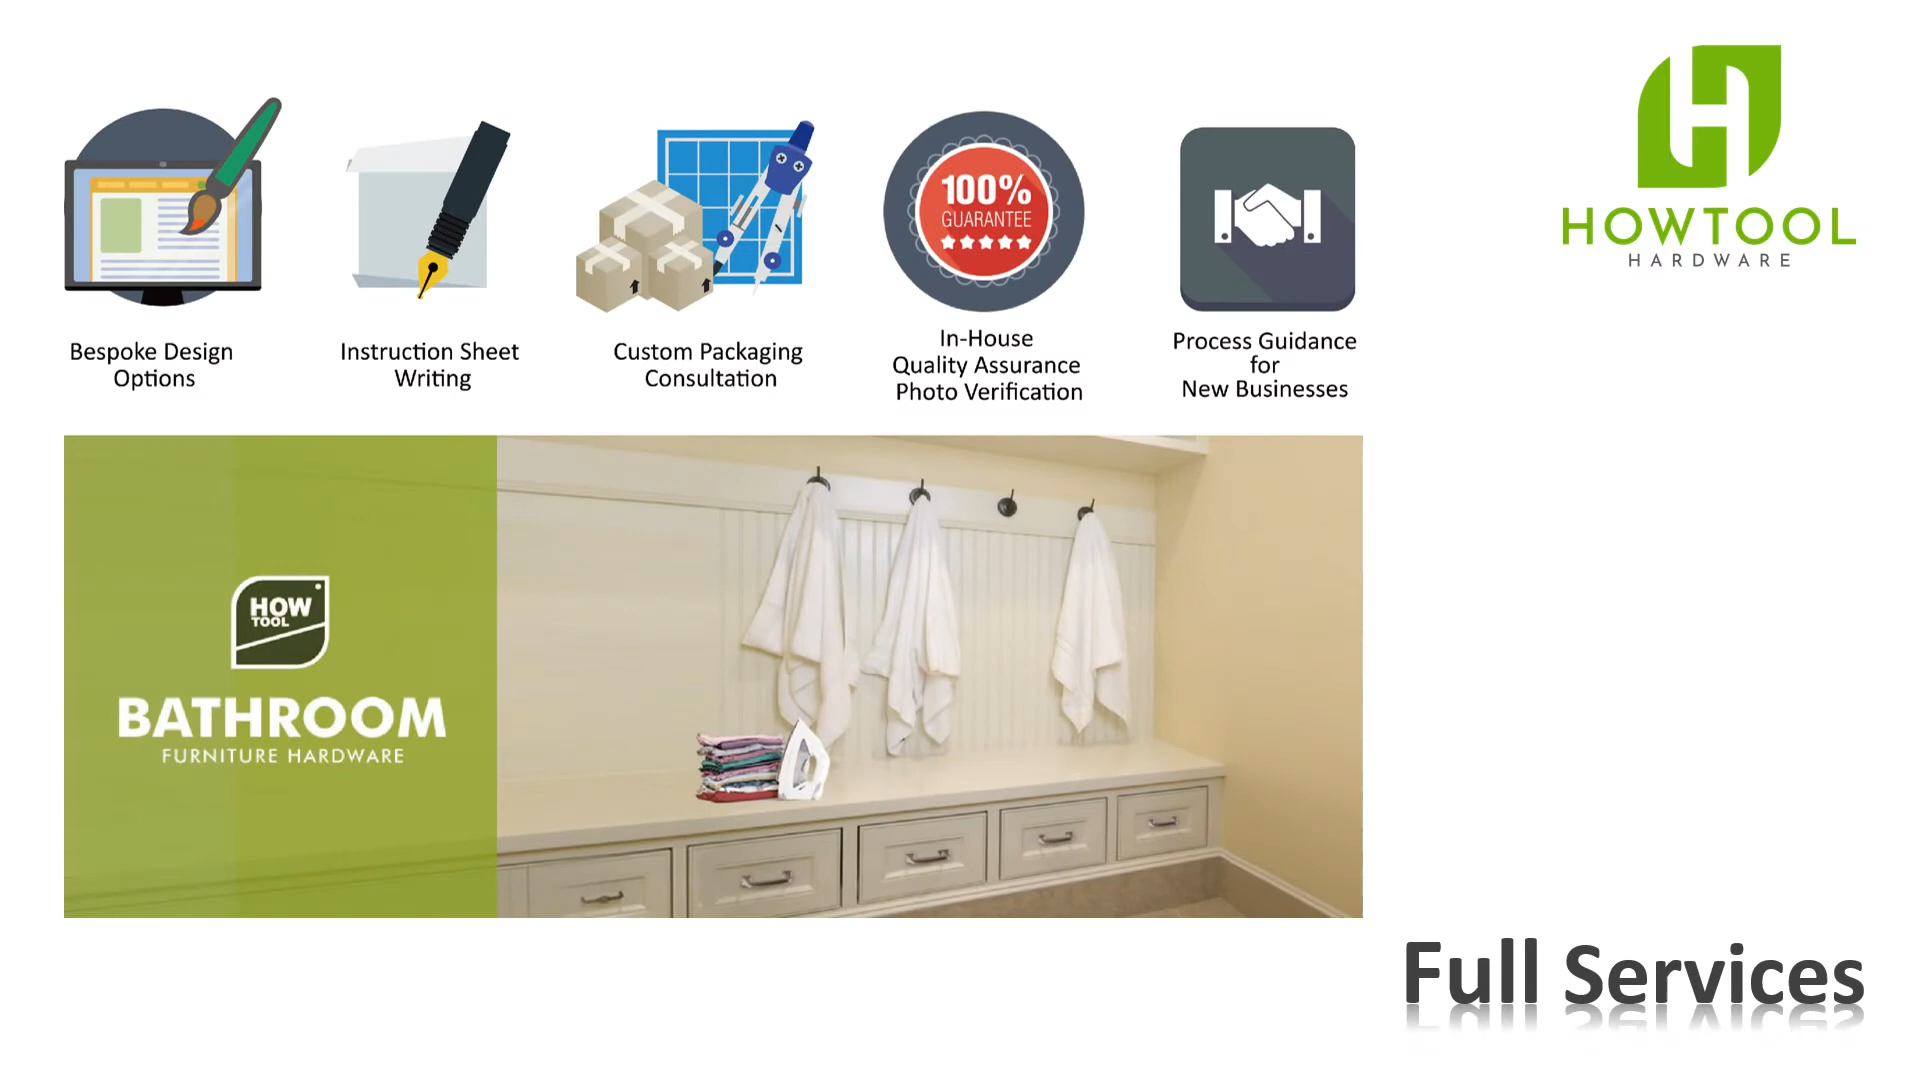 100%
GUARANTEE
Bespoke Design
Options
Instruction Sheet
Writing
Custom Packaging
Consultation
In-House
Quality Assurance
Photo Verification
Process Guidance
for
New Businesses
HOWTOOL
HARDWARE
HOW
TOOL
BATHROOM
FURNITURE HARDWARE
Full Services